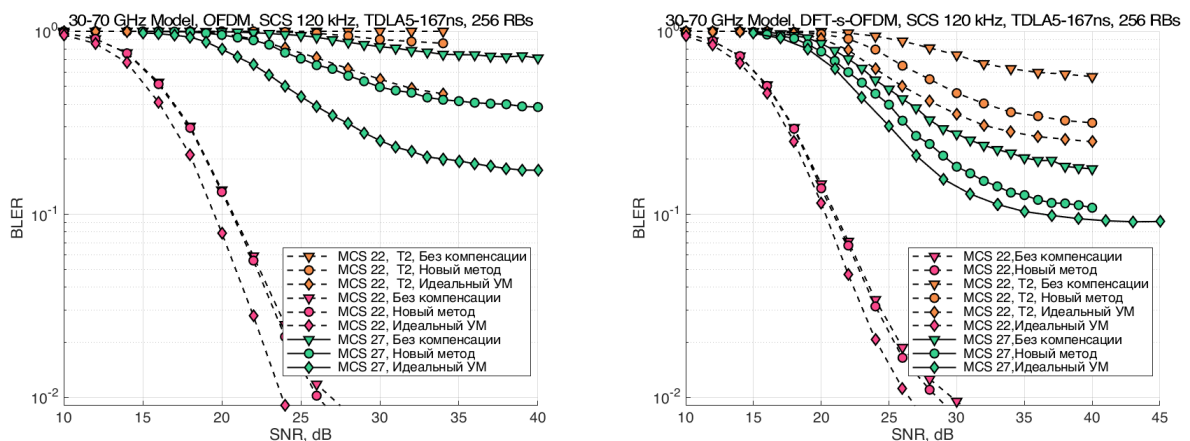 30-70 GHz Model, OFDM, SCS 120 kHz, TDLA5-167ns, 256 RBs
10^0
10^-1
10^-2
BLER
10 15 20 25 30 35 40
SNR, dB
MCS 22, T2, Без компенсации
MCS 22, T2, Новый метод
MCS 22, T2, Идеальный УМ
MCS 22, Без компенсации
MCS 22, Новый метод
MCS 22, Идеальный УМ
MCS 27, Без компенсации
MCS 27, Новый метод
MCS 27, Идеальный УМ
30-70 GHz Model, DFT-s-OFDM, SCS 120 kHz, TDLA5-167ns, 256 RBs
10^0
10^-1
10^-2
BLER
10 15 20 25 30 35 40 45
SNR, dB
MCS 22,Без компенсации
MCS 22,Новый метод
MCS 22, T2, Без компенсации
MCS 22, T2, Новый метод
MCS 22, T2, Идеальный УМ
MCS 22,Идеальный УМ
MCS 27,Без компенсации
MCS 27,Новый метод
MCS 27,Идеальный УМ